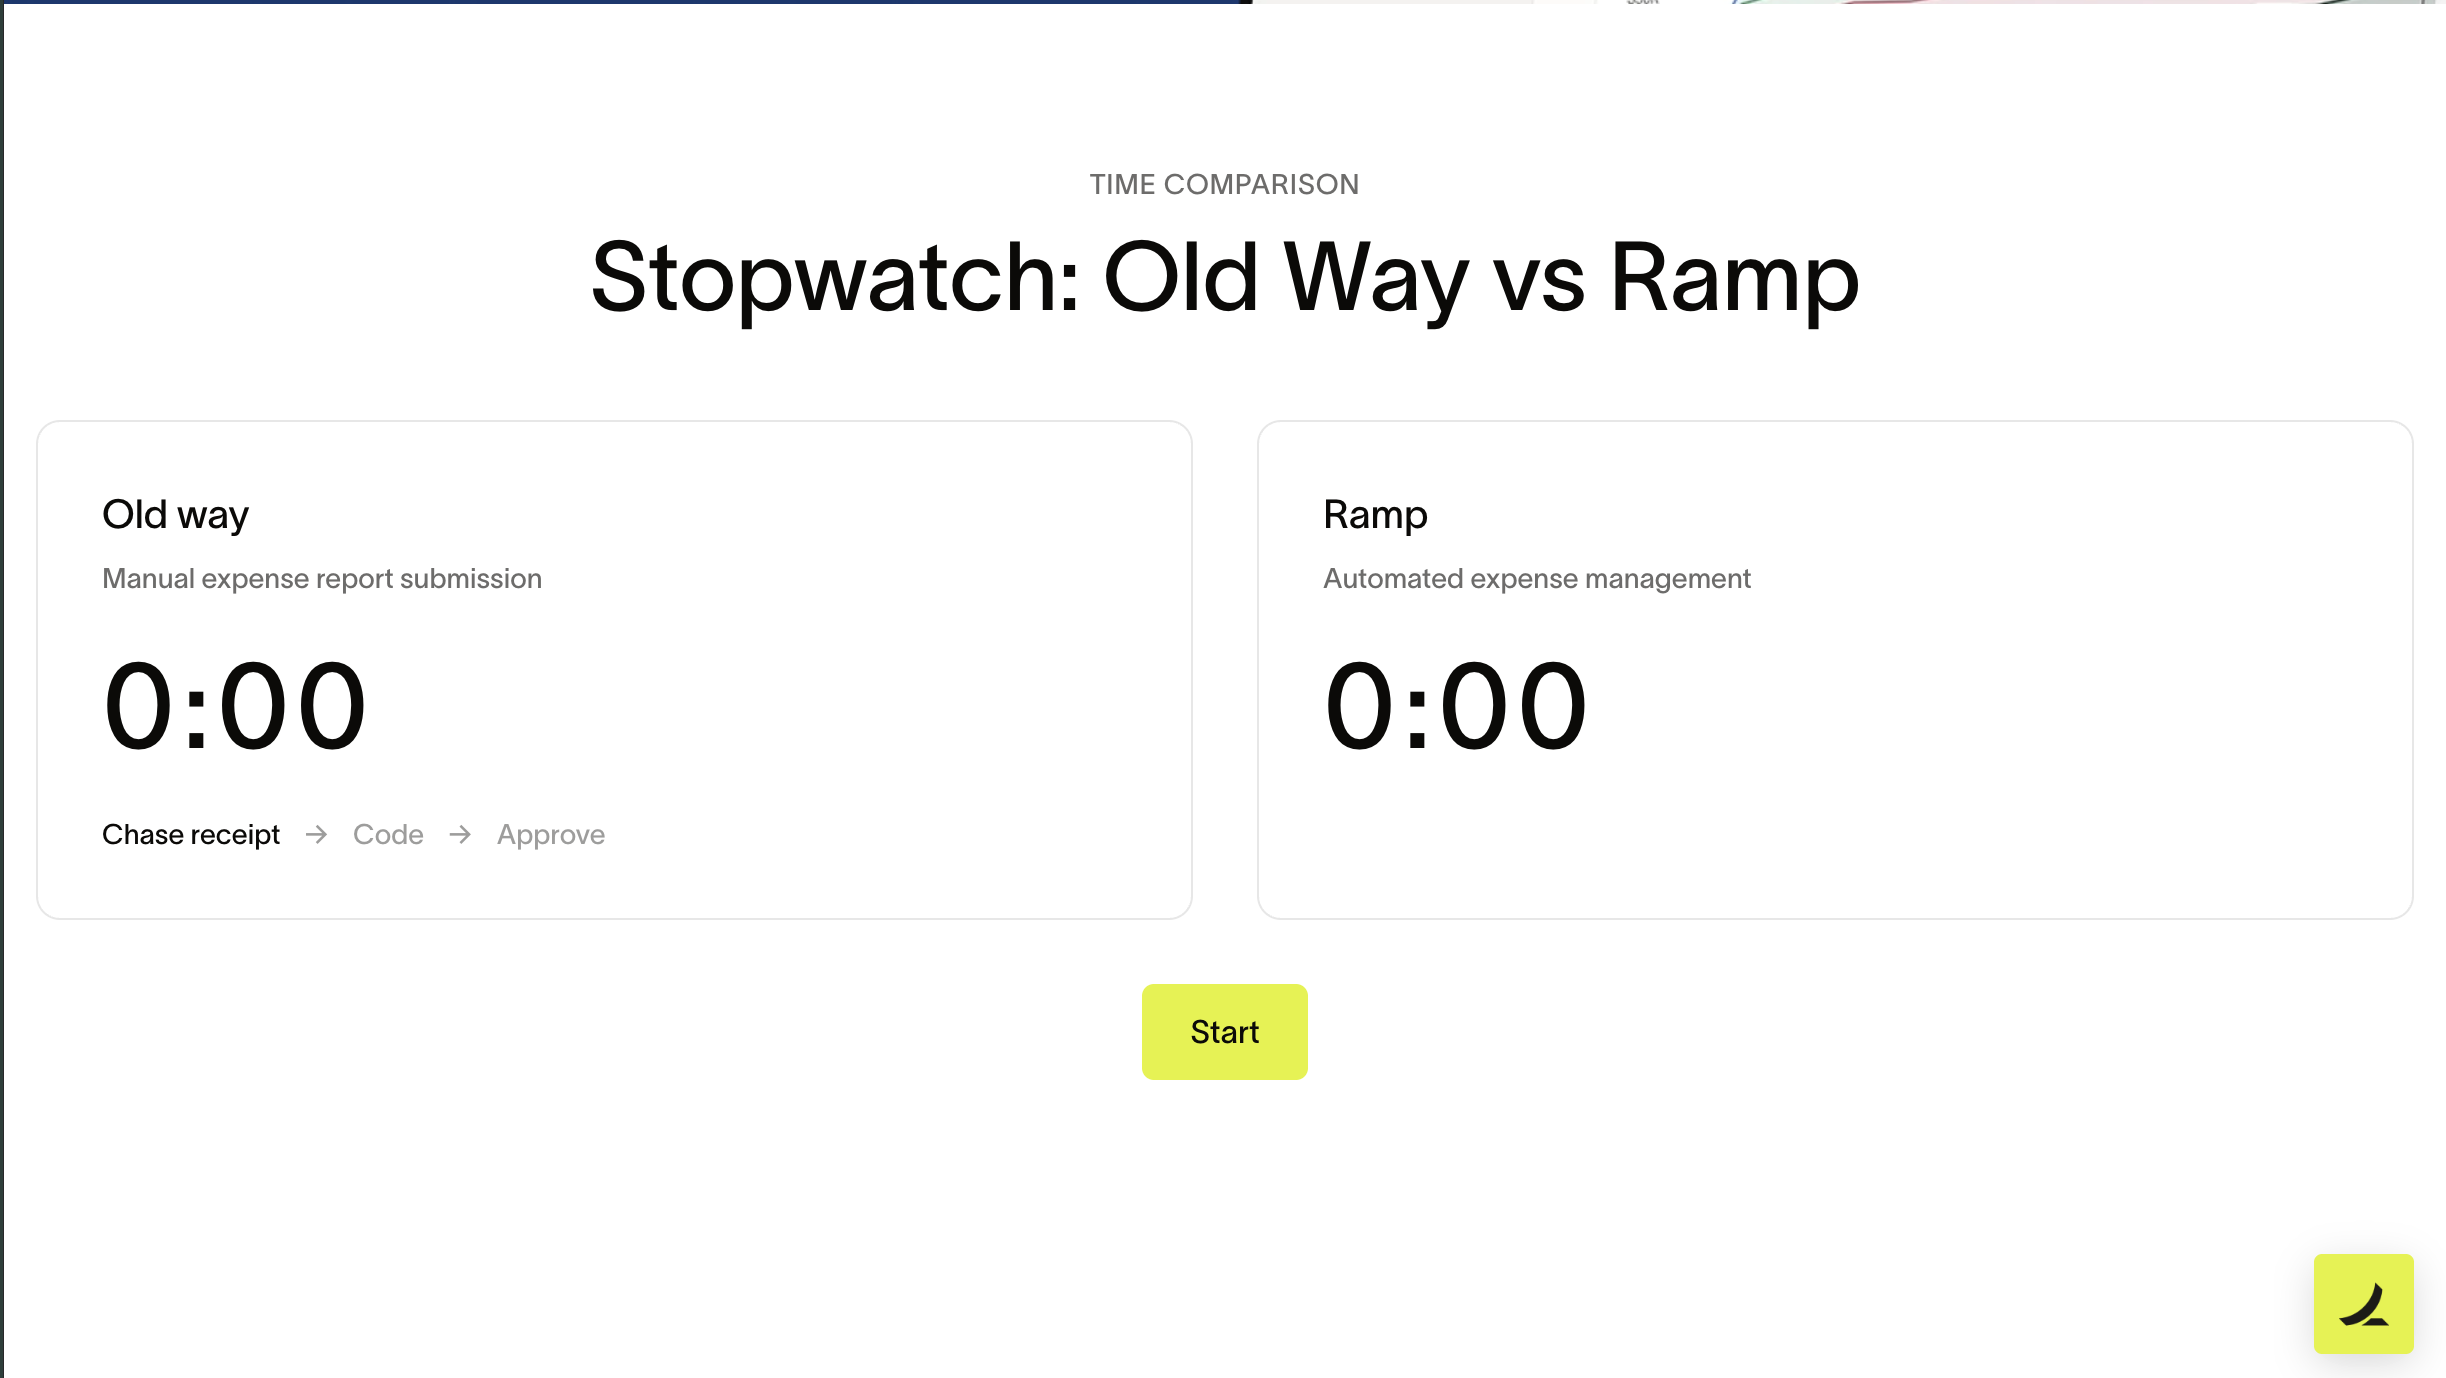 TIME COMPARISON
Stopwatch: Old Way vs Ramp
Old way
Manual expense report submission
0:00
Chase receipt → Code → Approve
Ramp
Automated expense management
0:00
Start